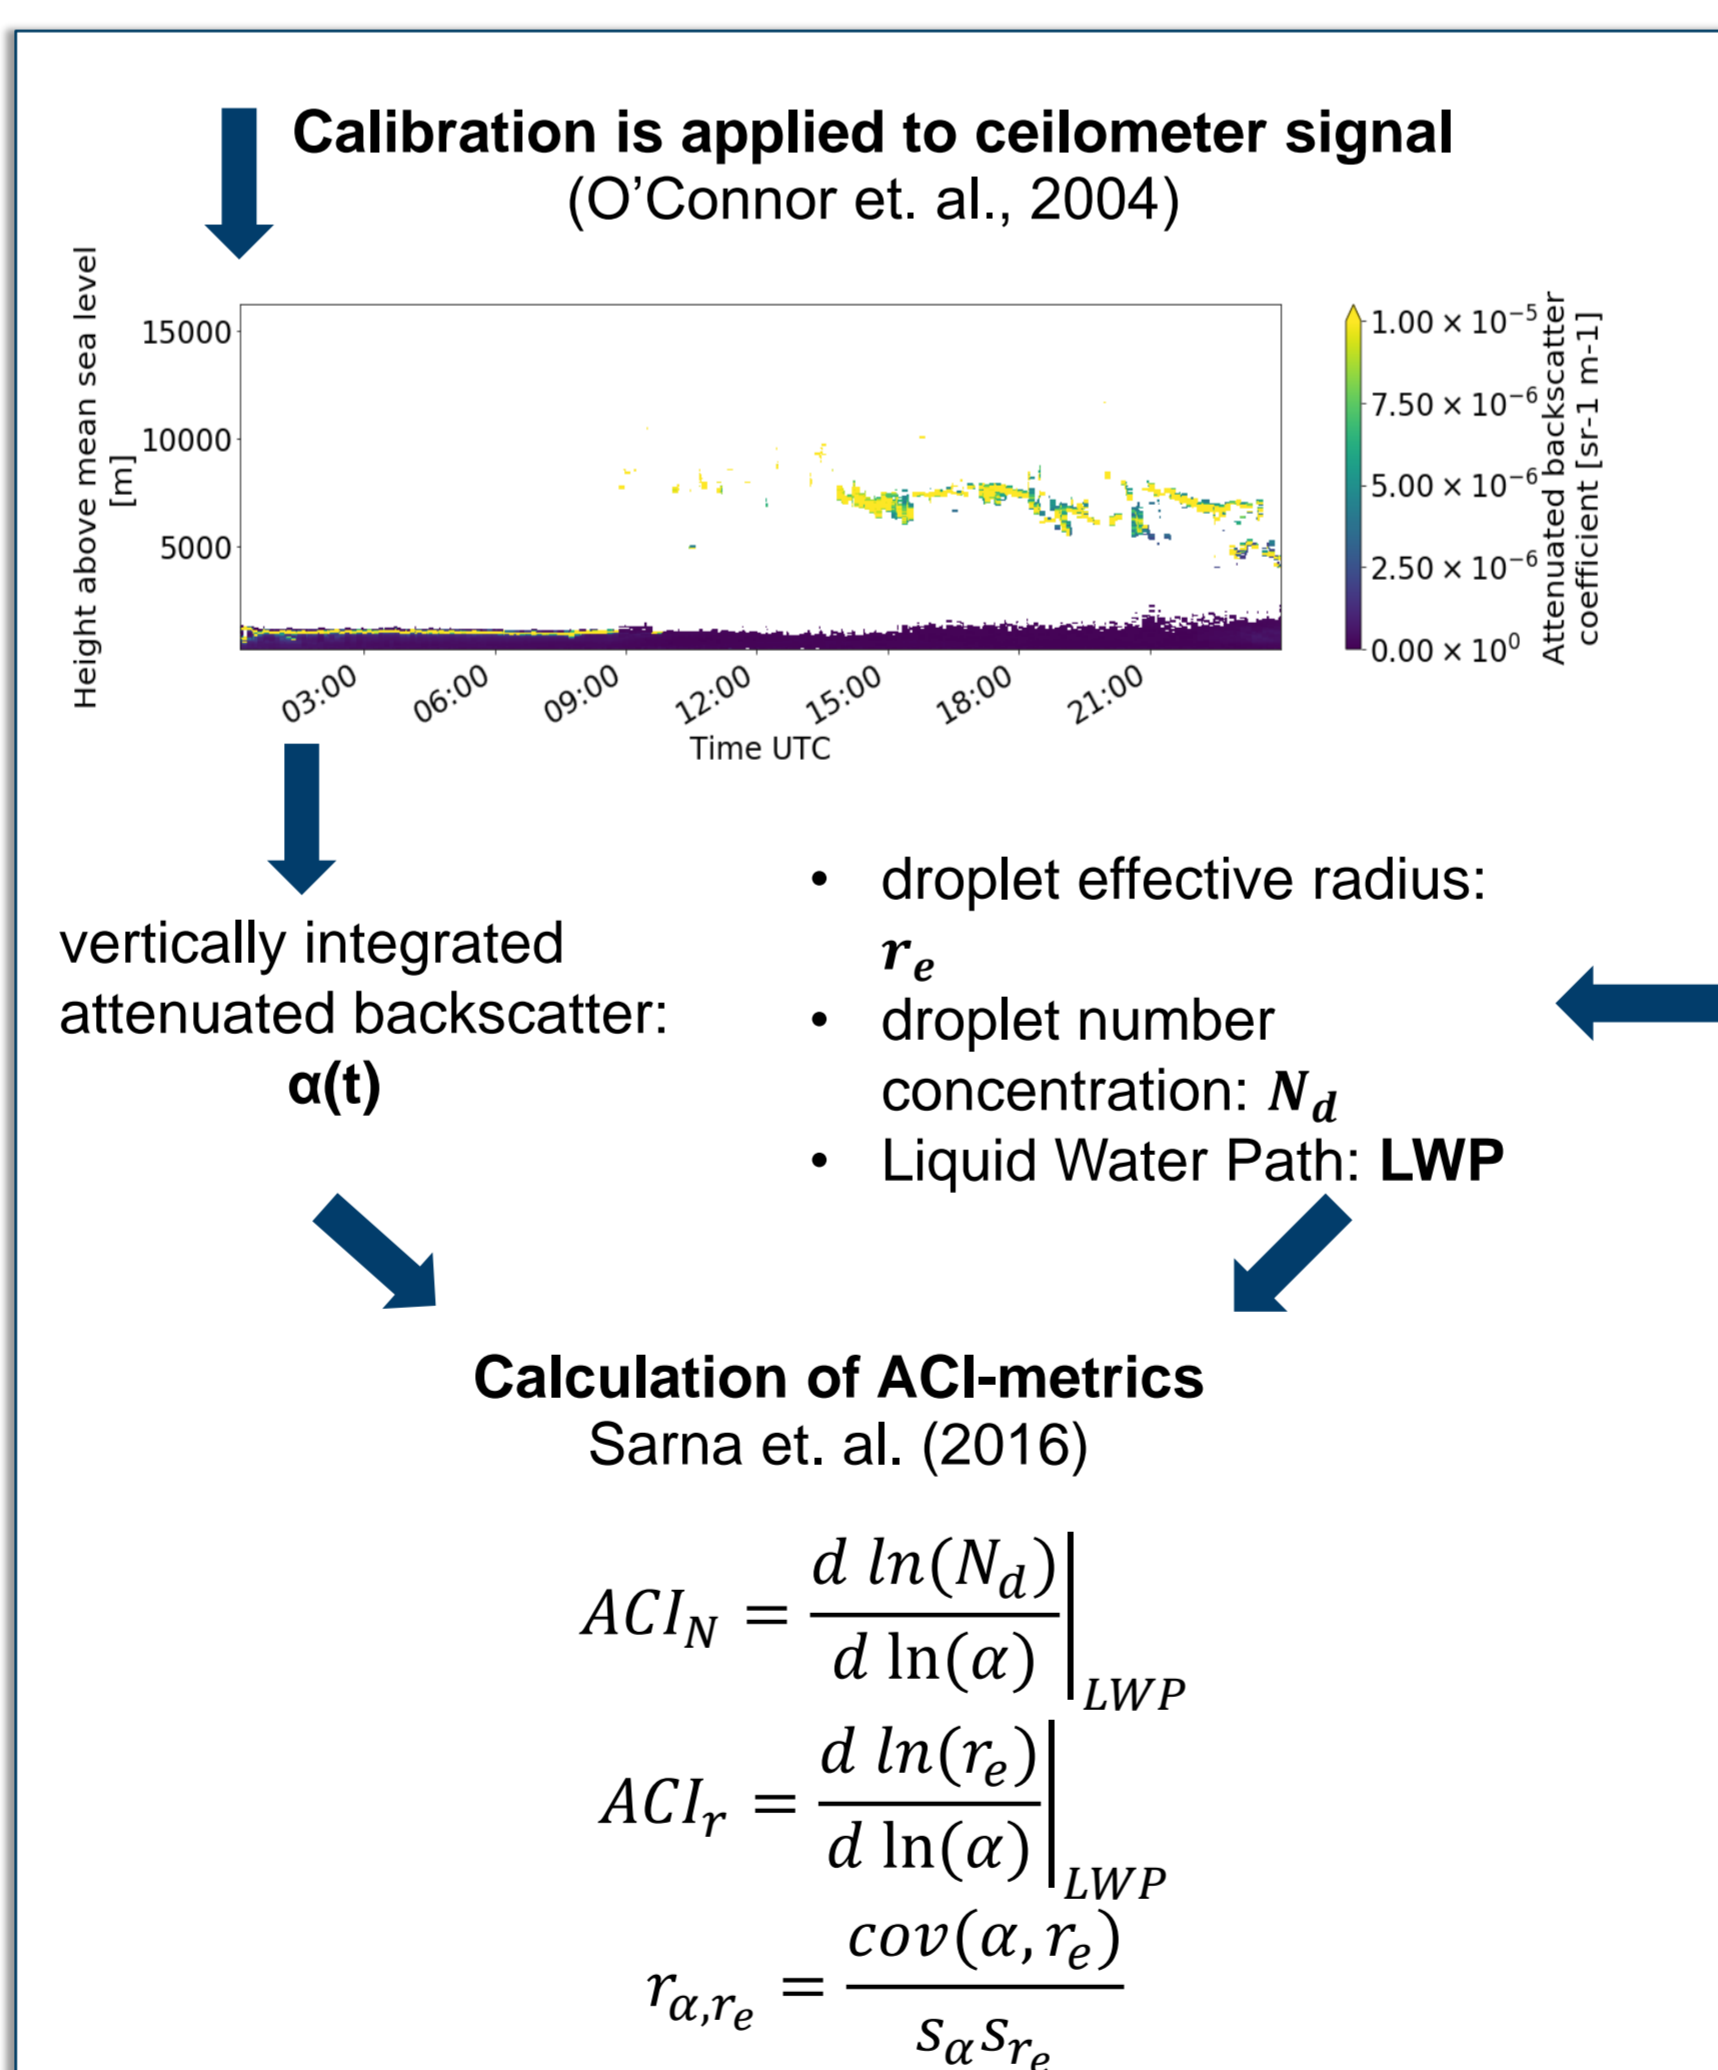 Calibration is applied to ceilometer signal
(O’Connor et. al., 2004)
Height above mean sea level
[m]
15000
10000
5000
03:00
06:00
09:00
12:00
15:00
18:00
21:00
Time UTC
1.00 × 10⁻⁵
7.50 × 10⁻⁶
5.00 × 10⁻⁶
2.50 × 10⁻⁶
0.00 × 10⁰
Attenuated backscatter
coefficient [sr-1 m-1]
vertically integrated
attenuated backscatter:
α(t)
• droplet effective radius:
r_e
• droplet number
concentration: N_d
• Liquid Water Path: LWP
Calculation of ACI-metrics
Sarna et. al. (2016)
ACI_N = d ln(N_d) / d ln(α) |_LWP
ACI_r = d ln(r_e) / d ln(α) |_LWP
r_α,r_e = cov(α, r_e) / s_α s_r_e